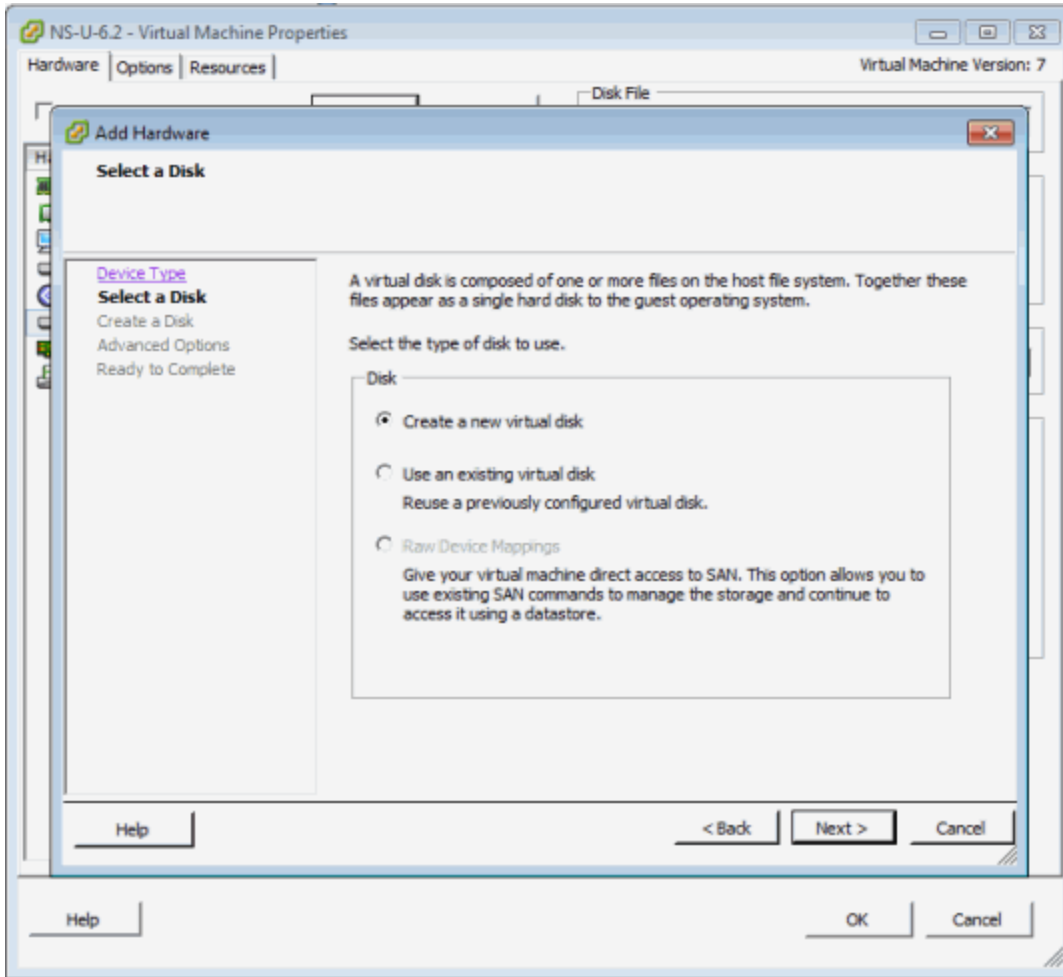 NS-U-6.2 - Virtual Machine Properties
Hardware Options Resources
Virtual Machine Version: 7
Disk File
Add Hardware
Select a Disk
Device Type
Select a Disk
Create a Disk
Advanced Options
Ready to Complete
A virtual disk is composed of one or more files on the host file system. Together these
files appear as a single hard disk to the guest operating system.
Select the type of disk to use.
Disk
Create a new virtual disk
Use an existing virtual disk
Reuse a previously configured virtual disk.
Raw Device Mappings
Give your virtual machine direct access to SAN. This option allows you to
use existing SAN commands to manage the storage and continue to
access it using a datastore.
Help
< Back
Next >
Cancel
Help
OK
Cancel